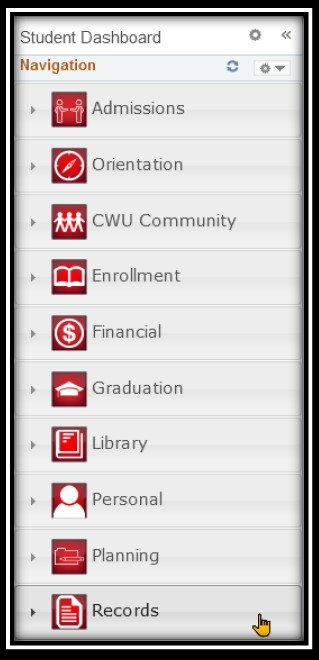 Student Dashboard
Navigation
Admissions
Orientation
CWU Community
Enrollment
Financial
Graduation
Library
Personal
Planning
Records